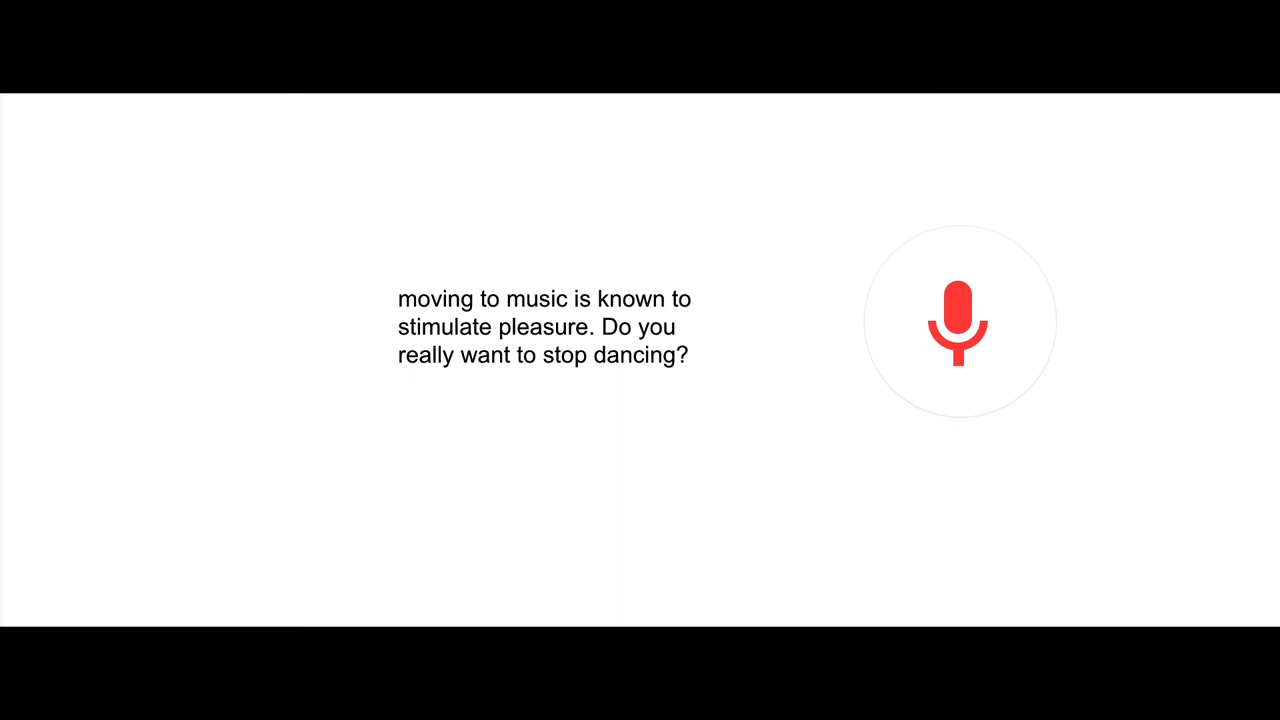 moving to music is known to
stimulate pleasure. Do you
really want to stop dancing?